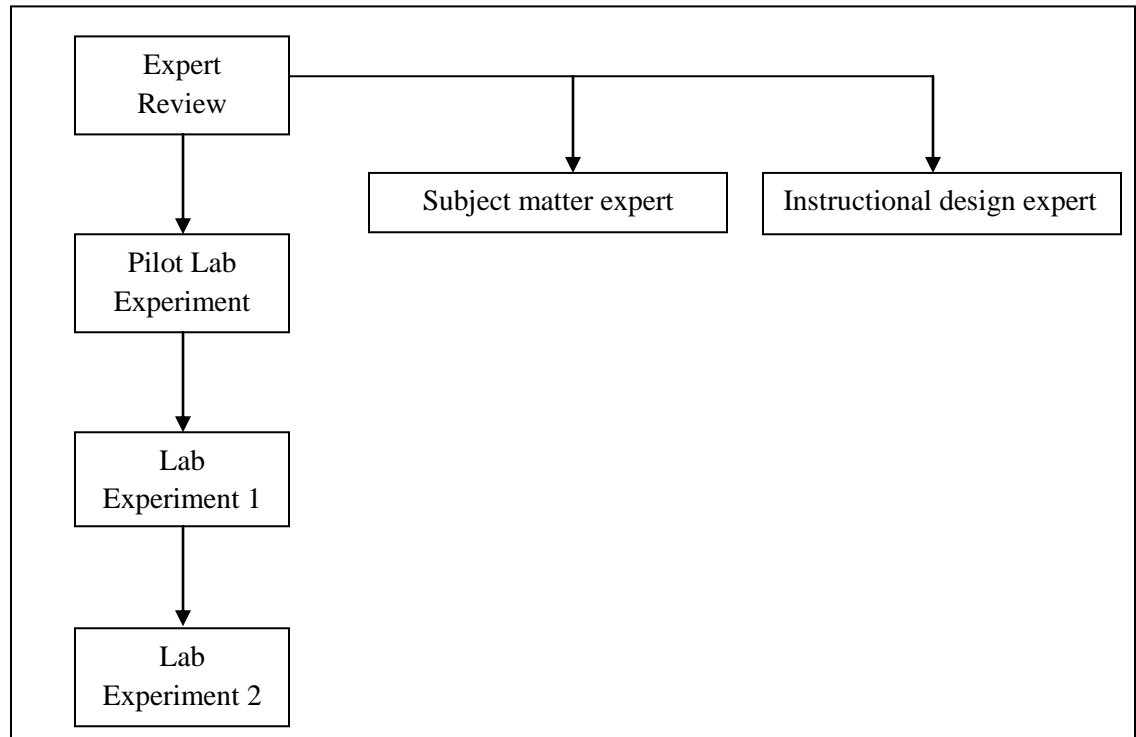 Expert
Review
Subject matter expert
Instructional design expert
Pilot Lab
Experiment
Lab
Experiment 1
Lab
Experiment 2